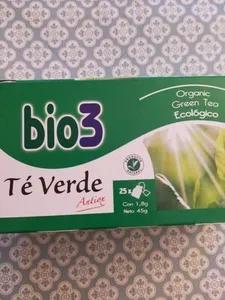 bio3
Organic
Green Tea
Ecológico
Té Verde
Antiox
25 x
Con 1,8g
Neto 45g